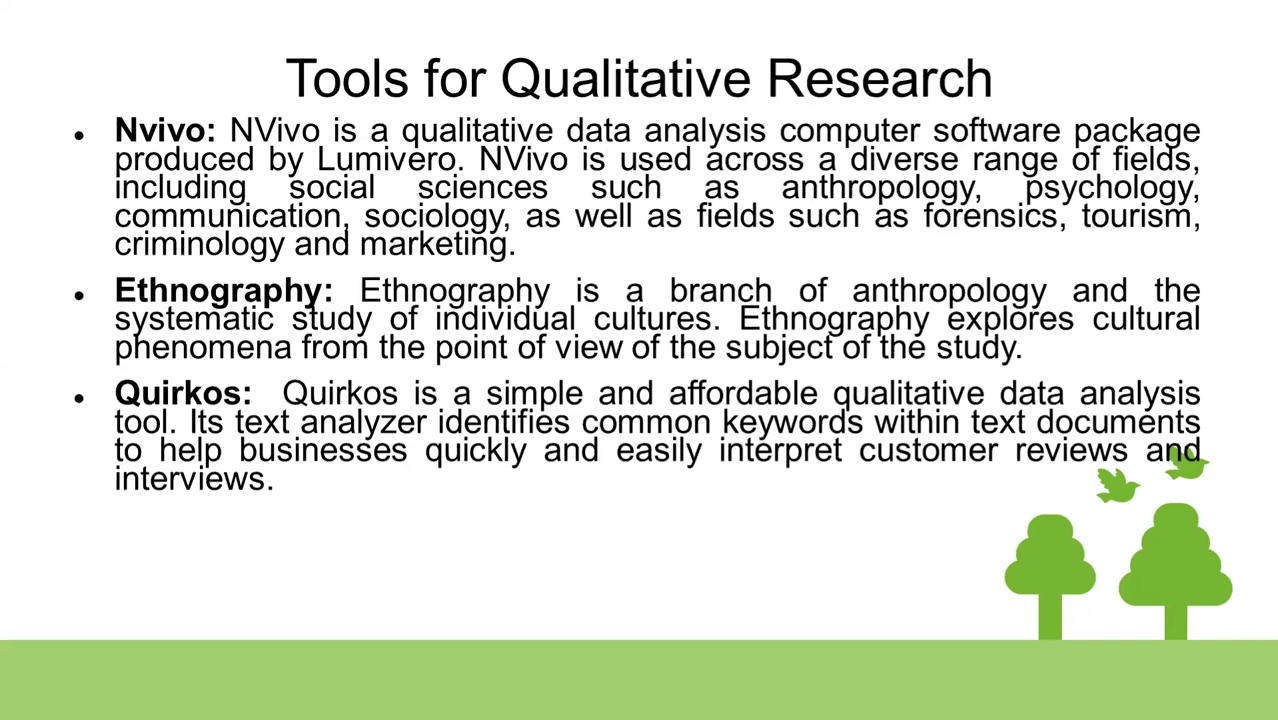 Tools for Qualitative Research
● Nvivo: NVivo is a qualitative data analysis computer software package
produced by Lumivero. NVivo is used across a diverse range of fields,
including social sciences such as anthropology, psychology,
communication, sociology, as well as fields such as forensics, tourism,
criminology and marketing.
● Ethnography: Ethnography is a branch of anthropology and the
systematic study of individual cultures. Ethnography explores cultural
phenomena from the point of view of the subject of the study.
● Quirkos: Quirkos is a simple and affordable qualitative data analysis
tool. Its text analyzer identifies common keywords within text documents
to help businesses quickly and easily interpret customer reviews and
interviews.